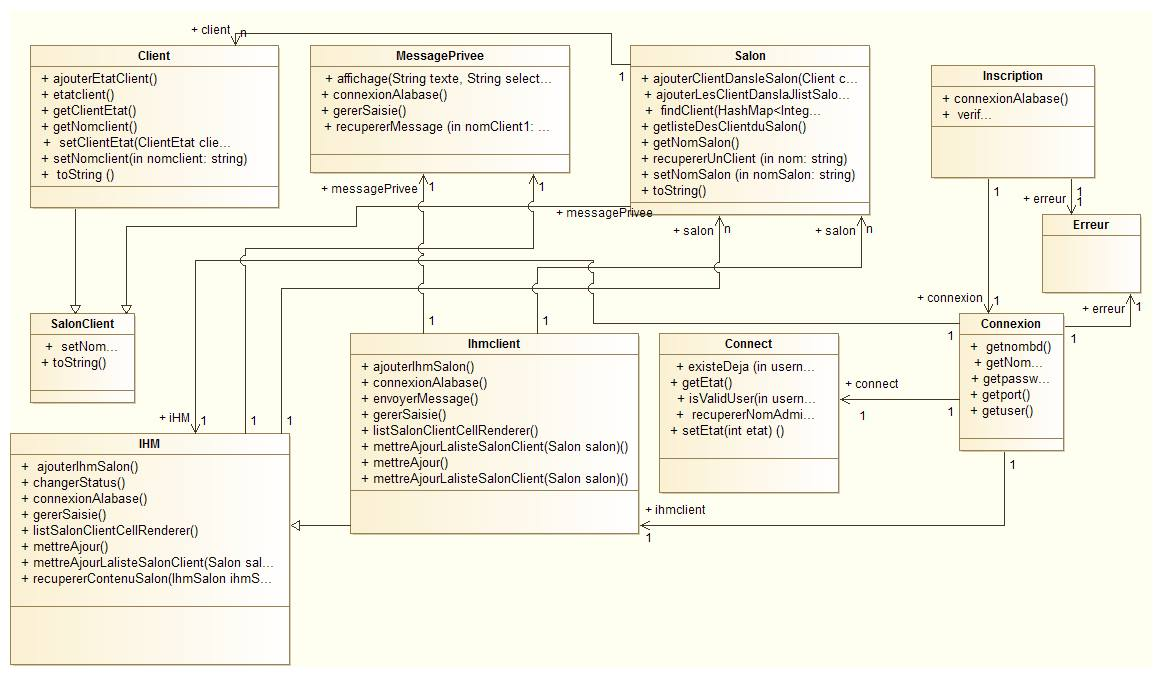 + client
n
Client
+ ajouterEtatClient()
+ etatclient()
+ getClientEtat()
+ getNomclient()
+ setClientEtat(ClientEtat clie...
+ setNomclient(in nomclient: string)
+ toString ()
MessagePrivee
+ affichage(String texte, String select...
+ connexionAlabase()
+ gererSaisie()
+ recupererMessage (in nomClient1: ...
1
Salon
+ ajouterClientDansleSalon(Client c...
+ ajouterLesClientDanslaJlistSalo...
+ findClient(HashMap<Integ...
+ getlisteDesClientduSalon()
+ getNomSalon()
+ recupererUnClient (in nom: string)
+ setNomSalon (in nomSalon: string)
+ toString()
Inscription
+ connexionAlabase()
+ verif...
1
1
+ erreur
1
Erreur
+ messagePrivee
1
1
+ messagePrivee
+ salon
n
+ salon
n
+ connexion
1
+ erreur
1
SalonClient
+ setNom...
+ toString()
1
1
Ihmclient
+ ajouterIhmSalon()
+ connexionAlabase()
+ envoyerMessage()
+ gererSaisie()
+ listSalonClientCellRenderer()
+ mettreAjourLalisteSalonClient(Salon salon)()
+ mettreAjour()
+ mettreAjourLalisteSalonClient(Salon salon)()
Connect
+ existeDeja (in usern...
+ getEtat()
+ isValidUser(in usern...
+ recupererNomAdmi...
+ setEtat(int etat) ()
+ connect
1
1
1
1
Connexion
+ getnombd()
+ getNom...
+ getpassw...
+ getport()
+ getuser()
1
+ iHM
1
1
1
IHM
+ ajouterIhmSalon()
+ changerStatus()
+ connexionAlabase()
+ gererSaisie()
+ listSalonClientCellRenderer()
+ mettreAjour()
+ mettreAjourLalisteSalonClient(Salon sal...
+ recupererContenuSalon(IhmSalon ihmS...
+ ihmclient
1